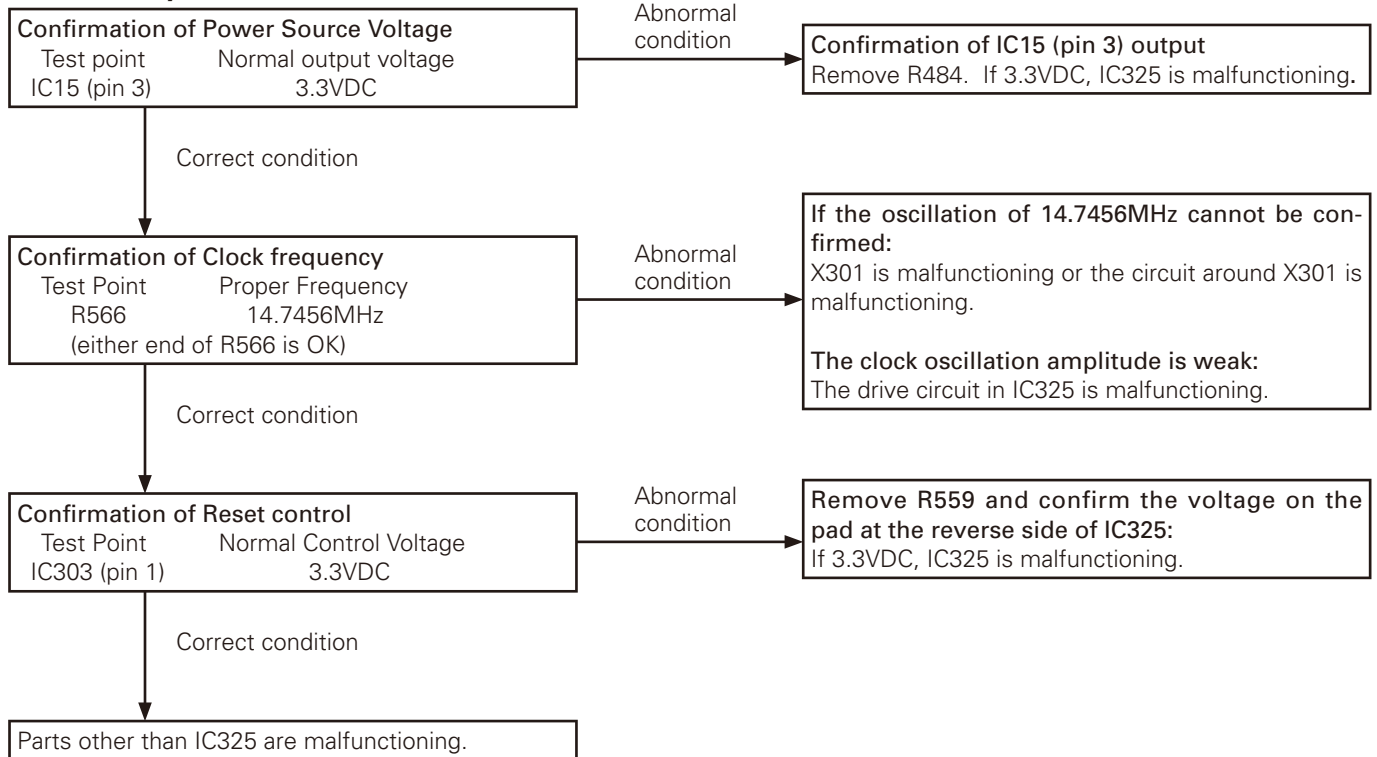 Confirmation of Power Source Voltage
Test point Normal output voltage
IC15 (pin 3) 3.3VDC
Abnormal
condition
Confirmation of IC15 (pin 3) output
Remove R484. If 3.3VDC, IC325 is malfunctioning.
Correct condition
Confirmation of Clock frequency
Test Point Proper Frequency
R566 14.7456MHz
(either end of R566 is OK)
Abnormal
condition
If the oscillation of 14.7456MHz cannot be con-
firmed:
X301 is malfunctioning or the circuit around X301 is
malfunctioning.
The clock oscillation amplitude is weak:
The drive circuit in IC325 is malfunctioning.
Correct condition
Confirmation of Reset control
Test Point Normal Control Voltage
IC303 (pin 1) 3.3VDC
Abnormal
condition
Remove R559 and confirm the voltage on the
pad at the reverse side of IC325:
If 3.3VDC, IC325 is malfunctioning.
Correct condition
Parts other than IC325 are malfunctioning.